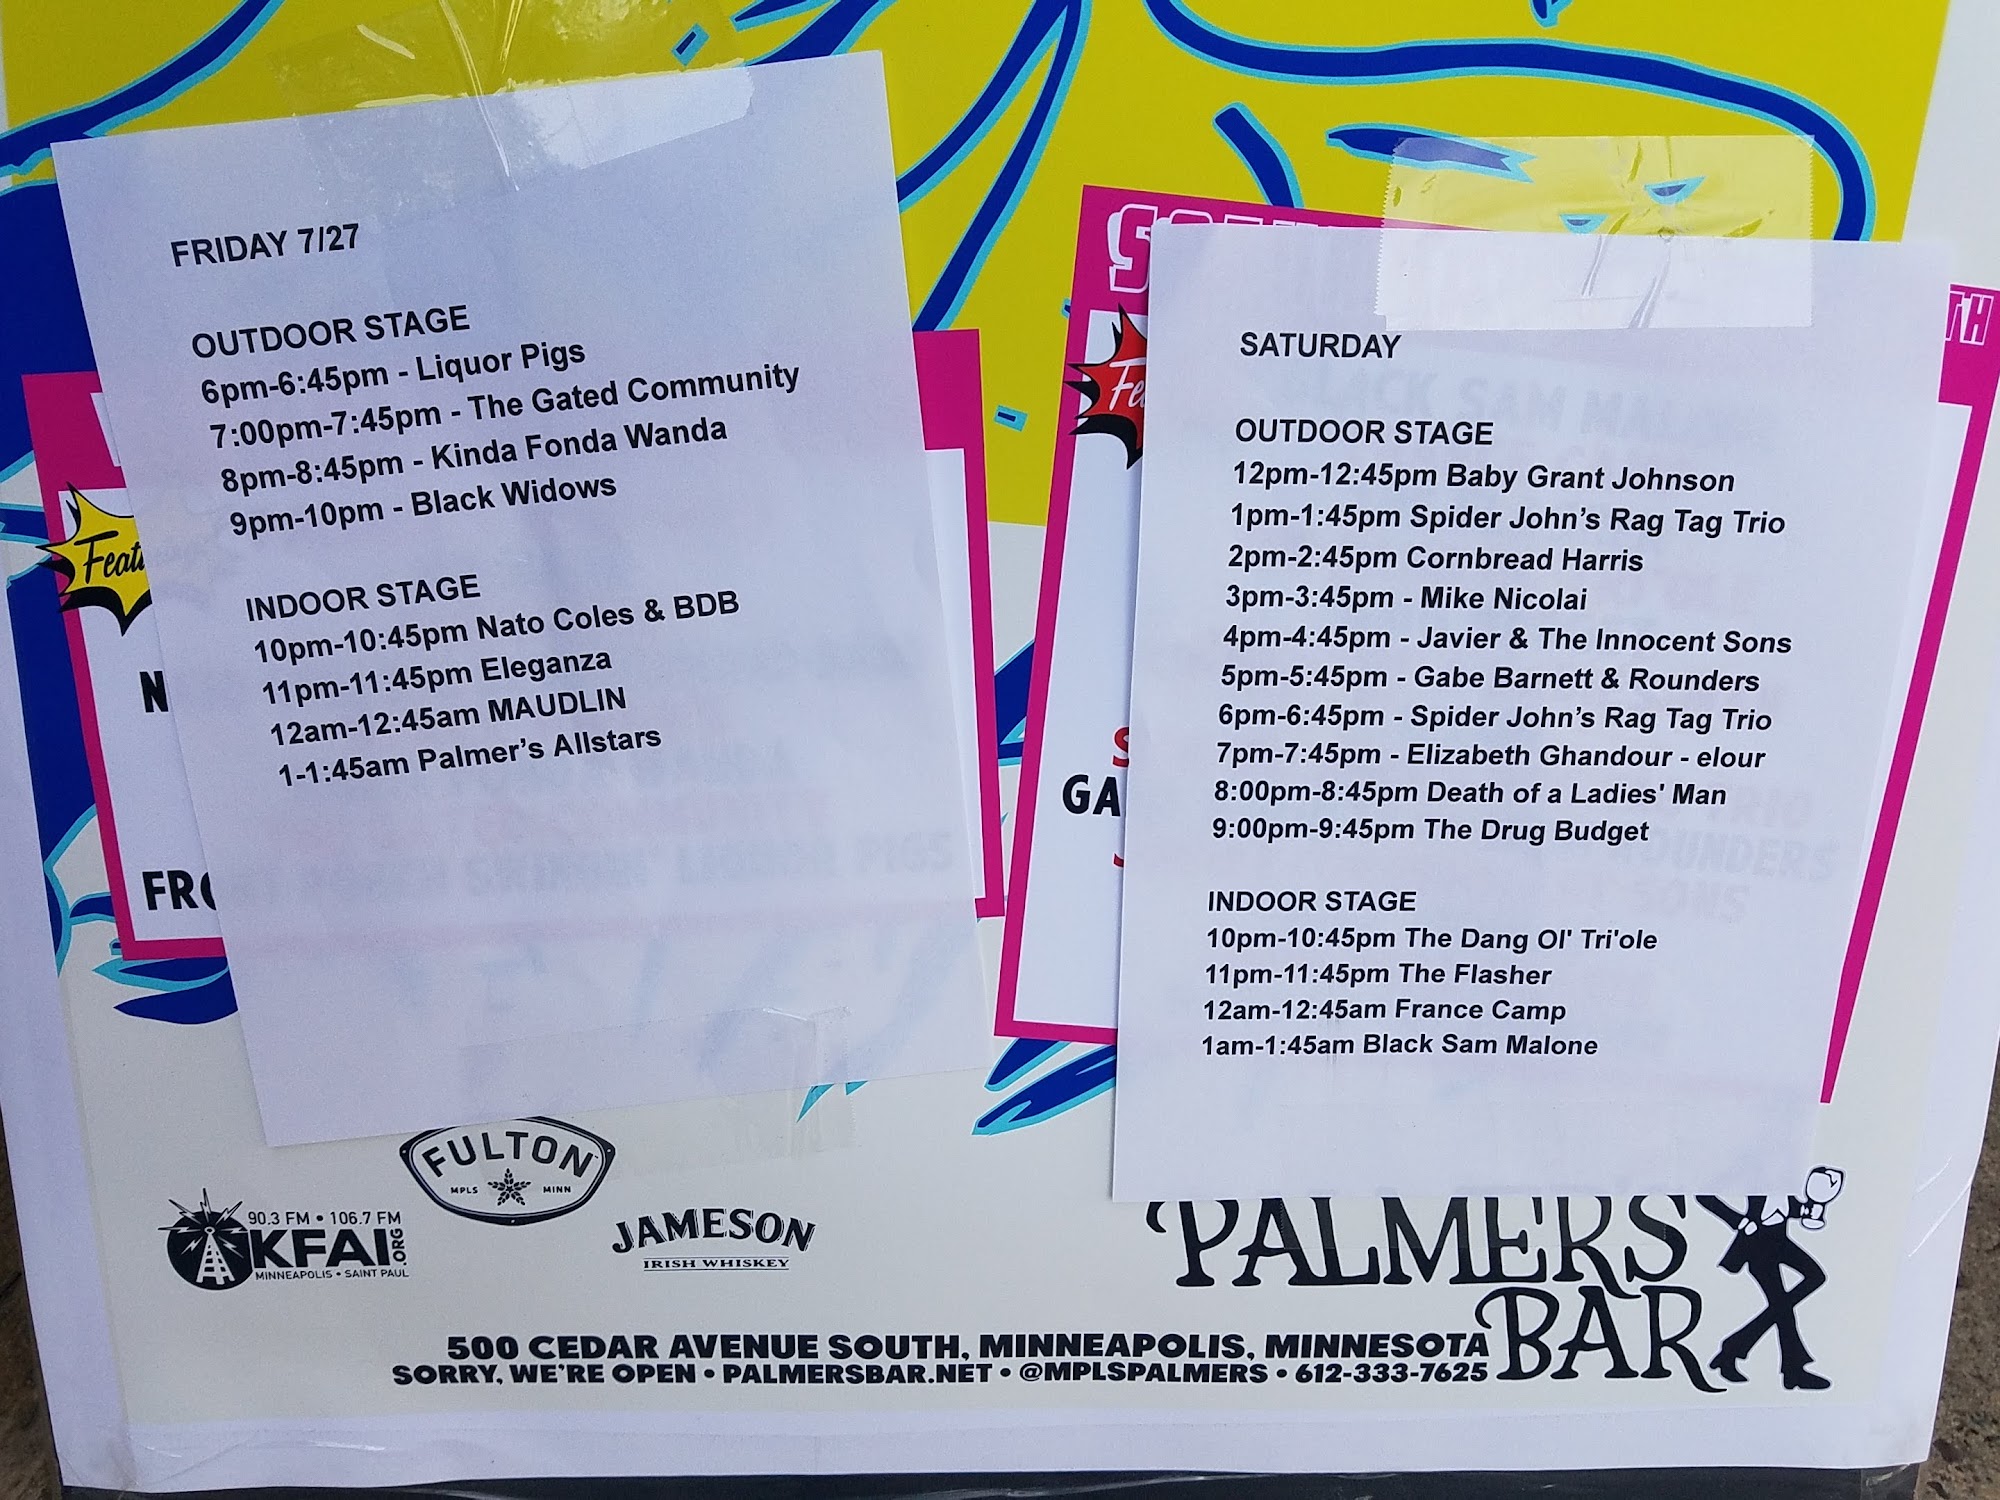 FRIDAY 7/27
OUTDOOR STAGE
6pm-6:45pm - Liquor Pigs
7:00pm-7:45pm - The Gated Community
8pm-8:45pm - Kinda Fonda Wanda
9pm-10pm - Black Widows
INDOOR STAGE
10pm-10:45pm Nato Coles & BDB
11pm-11:45pm Eleganza
12am-12:45am MAUDLIN
1-1:45am Palmer's Allstars
SATURDAY
OUTDOOR STAGE
12pm-12:45pm Baby Grant Johnson
1pm-1:45pm Spider John's Rag Tag Trio
2pm-2:45pm Cornbread Harris
3pm-3:45pm - Mike Nicolai
4pm-4:45pm - Javier & The Innocent Sons
5pm-5:45pm - Gabe Barnett & Rounders
6pm-6:45pm - Spider John's Rag Tag Trio
7pm-7:45pm - Elizabeth Ghandour - elour
8:00pm-8:45pm Death of a Ladies' Man
9:00pm-9:45pm The Drug Budget
INDOOR STAGE
10pm-10:45pm The Dang Ol' Tri'ole
11pm-11:45pm The Flasher
12am-12:45am France Camp
1am-1:45am Black Sam Malone
FULTON
MPLS MINN
90.3 FM • 106.7 FM
KFAI.ORG
MINNEAPOLIS • SAINT PAUL
JAMESON
IRISH WHISKEY
PALMERS
BAR
500 CEDAR AVENUE SOUTH, MINNEAPOLIS, MINNESOTA
SORRY, WE'RE OPEN • PALMERSBAR.NET • @MPLSPALMERS • 612-333-7625